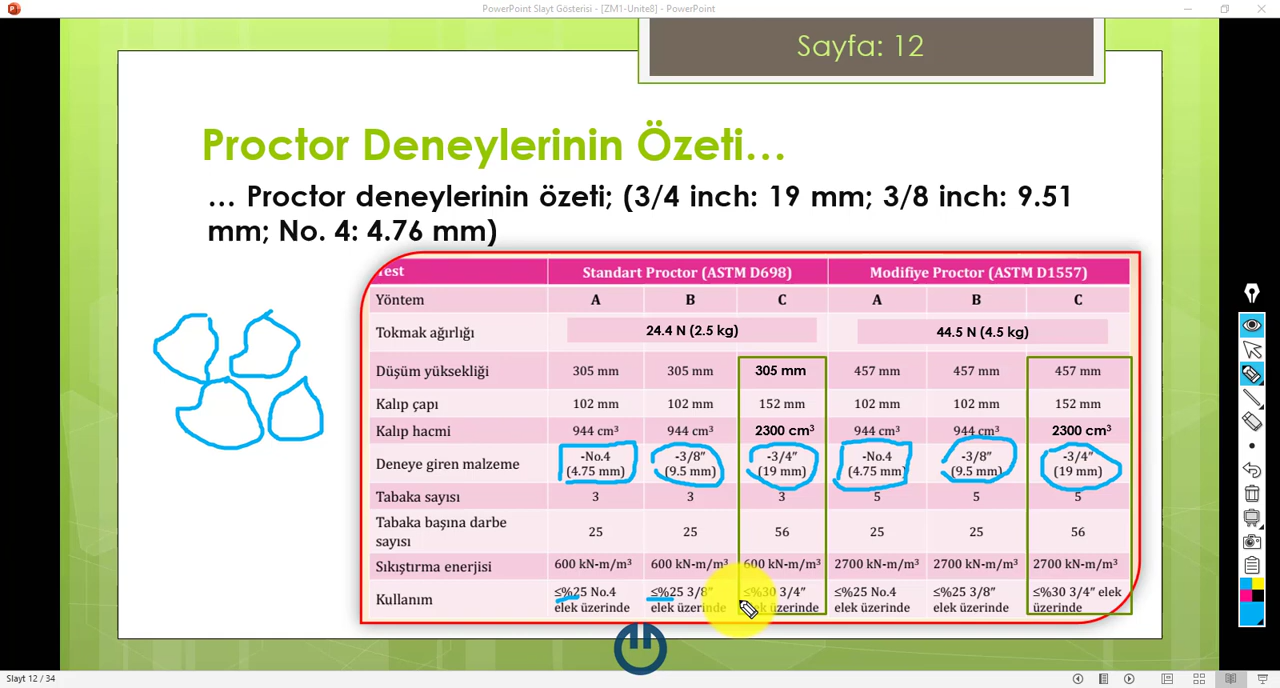 PowerPoint Slayt Gösterisi - [ZM1-Unite8] - PowerPoint
Sayfa: 12
Proctor Deneylerinin Özeti...
... Proctor deneylerinin özeti; (3/4 inch: 19 mm; 3/8 inch: 9.51
mm; No. 4: 4.76 mm)
Test Standart Proctor (ASTM D698) Modifiye Proctor (ASTM D1557)
Yöntem A B C A B C
Tokmak ağırlığı 24.4 N (2.5 kg) 44.5 N (4.5 kg)
Düşüm yüksekliği 305 mm 305 mm 305 mm 457 mm 457 mm 457 mm
Kalıp çapı 102 mm 102 mm 152 mm 102 mm 102 mm 152 mm
Kalıp hacmi 944 cm³ 944 cm³ 2300 cm³ 944 cm³ 944 cm³ 2300 cm³
Deneye giren malzeme -No.4 -3/8" -3/4" -No.4 -3/8" -3/4"
(4.75 mm) (9.5 mm) (19 mm) (4.75 mm) (9.5 mm) (19 mm)
Tabaka sayısı 3 3 3 5 5 5
Tabaka başına darbe
sayısı 25 25 56 25 25 56
Sıkıştırma enerjisi 600 kN-m/m³ 600 kN-m/m³ 600 kN-m/m³ 2700 kN-m/m³ 2700 kN-m/m³ 2700 kN-m/m³
Kullanım ≤%25 No.4 ≤%25 3/8" ≤%30 3/4" ≤%25 No.4 ≤%25 3/8" ≤%30 3/4" elek
elek üzerinde elek üzerinde elek üzerinde elek üzerinde elek üzerinde üzerinde
Slayt 12 / 34